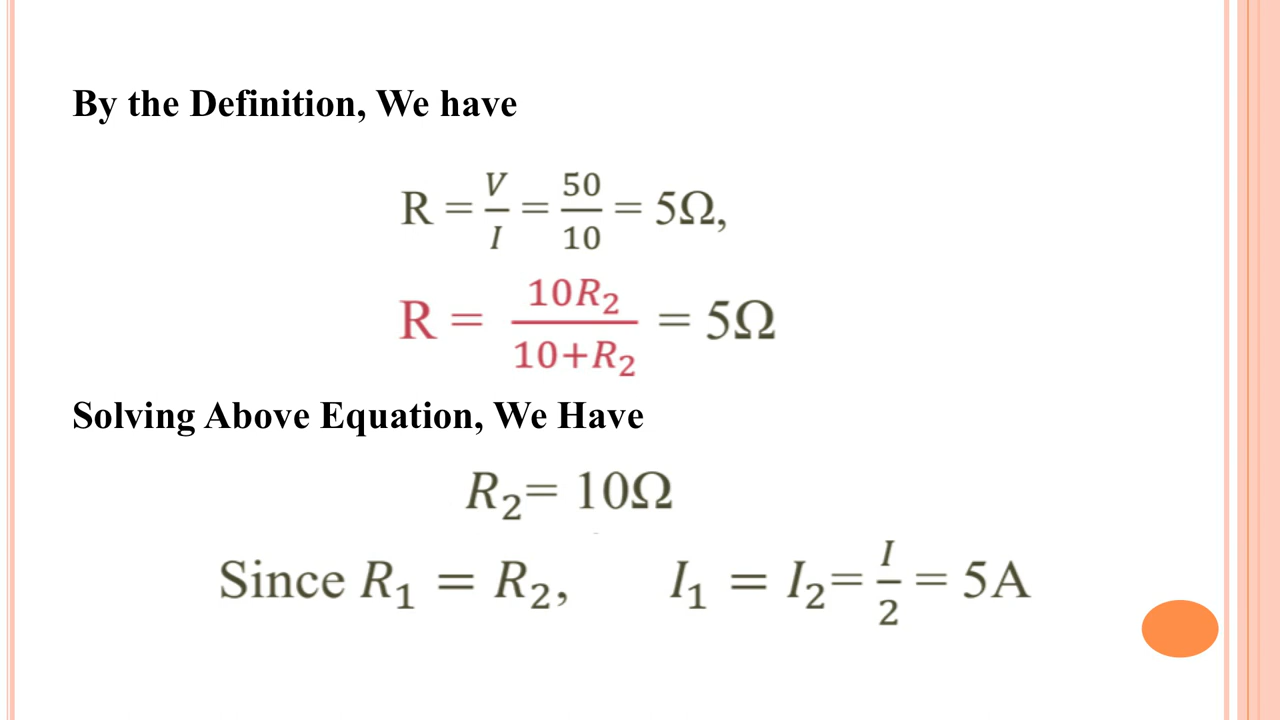 By the Definition, We have
R = V/I = 50/10 = 5Ω,
R = 10R₂/10+R₂ = 5Ω
Solving Above Equation, We Have
R₂= 10Ω
Since R₁ = R₂, I₁ = I₂= I/2 = 5A